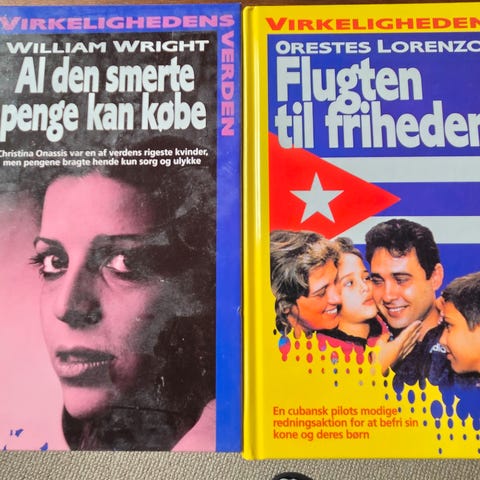 VIRKELIGHEDENS
VERDEN
WILLIAM WRIGHT
Al den smerte
penge kan købe
Christina Onassis var en af verdens rigeste kvinder,
men pengene bragte hende kun sorg og ulykke
VIRKELIGHEDEN
ORESTES LORENZO
Flugten
til friheden
En cubansk pilots modige
redningsaktion for at befri sin
kone og deres børn